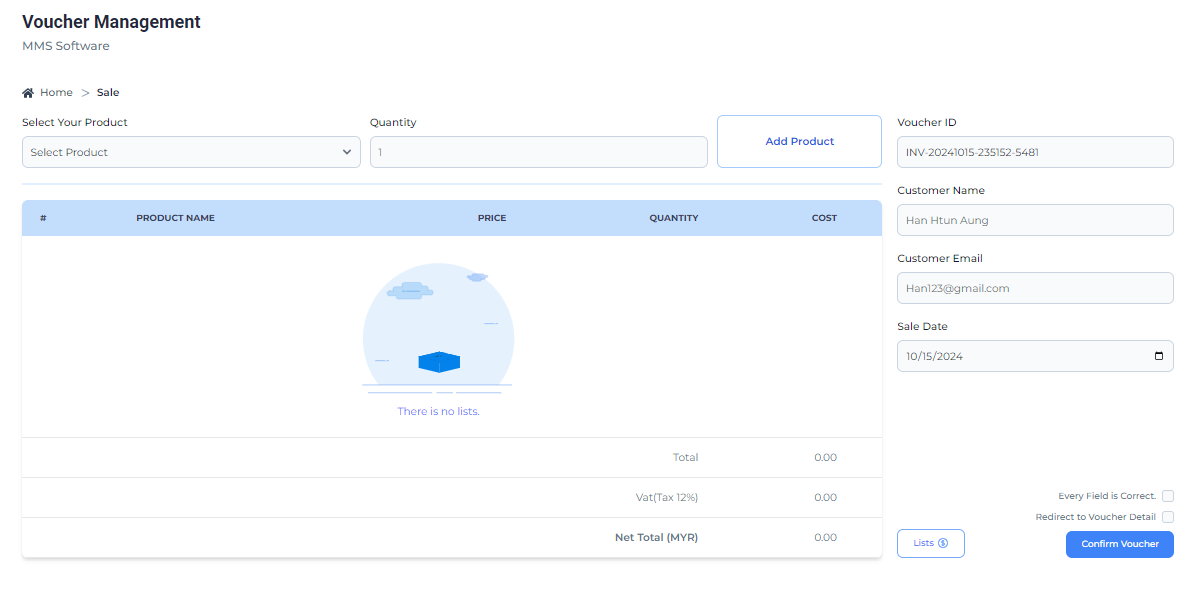 Voucher Management
MMS Software
Home > Sale
Select Your Product
Select Product
Quantity
1
Add Product
# PRODUCT NAME PRICE QUANTITY COST
There is no lists.
Total 0.00
Vat(Tax 12%) 0.00
Net Total (MYR) 0.00
Voucher ID
INV-20241015-235152-5481
Customer Name
Han Htun Aung
Customer Email
Han123@gmail.com
Sale Date
10/15/2024
Every Field is Correct.
Redirect to Voucher Detail
Lists
Confirm Voucher